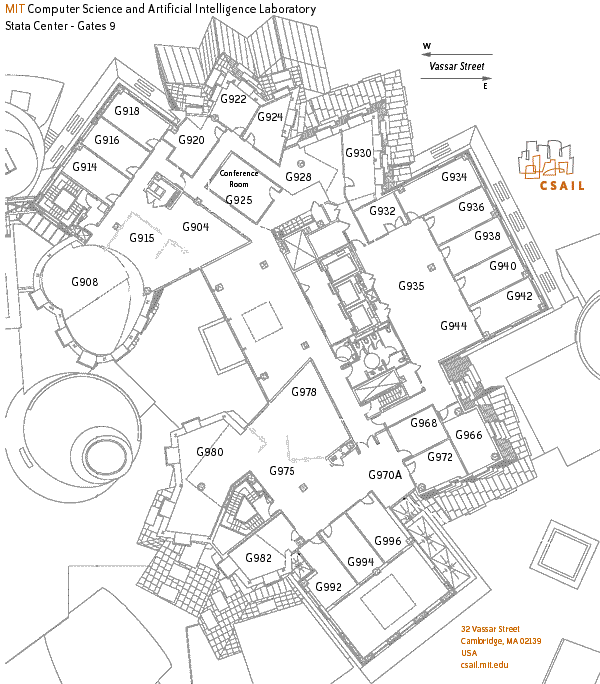 MIT Computer Science and Artificial Intelligence Laboratory
Stata Center - Gates 9
W
Vassar Street
E
G918
G922
G924
G916
G920
G914
G930
Conference
Room
G925
G928
G934
G932
G936
G904
G915
G938
G908
G940
G935
G942
G944
G978
G968
G966
G980
G972
G975
G970A
G996
G982
G994
G992
CSAIL
32 Vassar Street
Cambridge, MA 02139
USA
csail.mit.edu